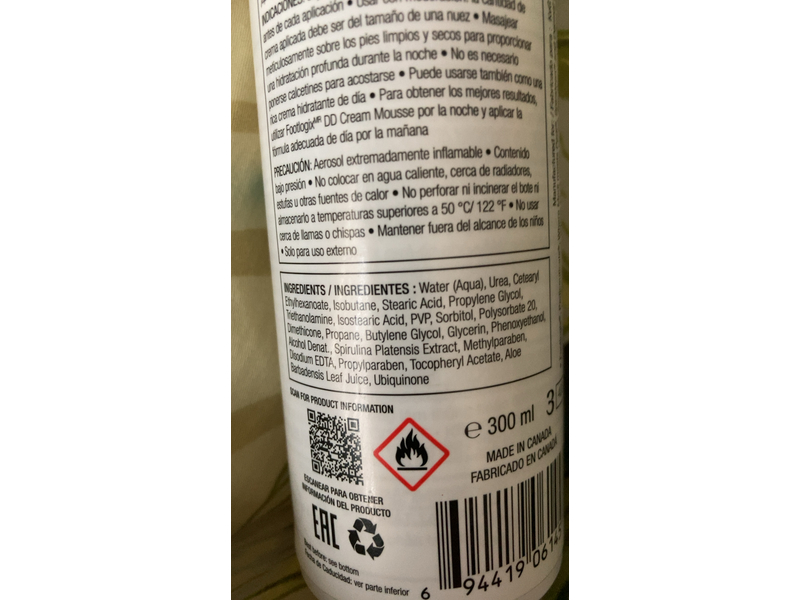 antes de cada aplicación • Usar con moderación: la cantidad de
crema aplicada debe ser del tamaño de una nuez • Masajear
meticulosamente sobre los pies limpios y secos para proporcionar
una hidratación profunda durante la noche • No es necesario
ponerse calcetines para acostarse • Puede usarse también como una
rica crema hidratante de día • Para obtener los mejores resultados,
utilizar Footlogixᴹᴿ DD Cream Mousse por la noche y aplicar la
fórmula adecuada de día por la mañana
PRECAUCIÓN: Aerosol extremadamente inflamable • Contenido
bajo presión • No colocar en agua caliente, cerca de radiadores,
estufas u otras fuentes de calor • No perforar ni incinerar el bote ni
almacenarlo a temperaturas superiores a 50 °C/ 122 °F • No usar
cerca de llamas o chispas • Mantener fuera del alcance de los niños
• Solo para uso externo
INGREDIENTS / INGREDIENTES : Water (Aqua), Urea, Cetearyl
Ethylhexanoate, Isobutane, Stearic Acid, Propylene Glycol,
Triethanolamine, Isostearic Acid, PVP, Sorbitol, Polysorbate 20,
Dimethicone, Propane, Butylene Glycol, Glycerin, Phenoxyethanol,
Alcohol Denat., Spirulina Platensis Extract, Methylparaben,
Disodium EDTA, Propylparaben, Tocopheryl Acetate, Aloe
Barbadensis Leaf Juice, Ubiquinone
SCAN FOR PRODUCT INFORMATION
ESCANEAR PARA OBTENER
INFORMACIÓN DEL PRODUCTO
℮ 300 ml
MADE IN CANADA
FABRICADO EN CANADÁ
EAC
Best before: see bottom
Fecha de Caducidad: ver parte inferior
6 94419 061
Manufactured for: / Fabricado para: